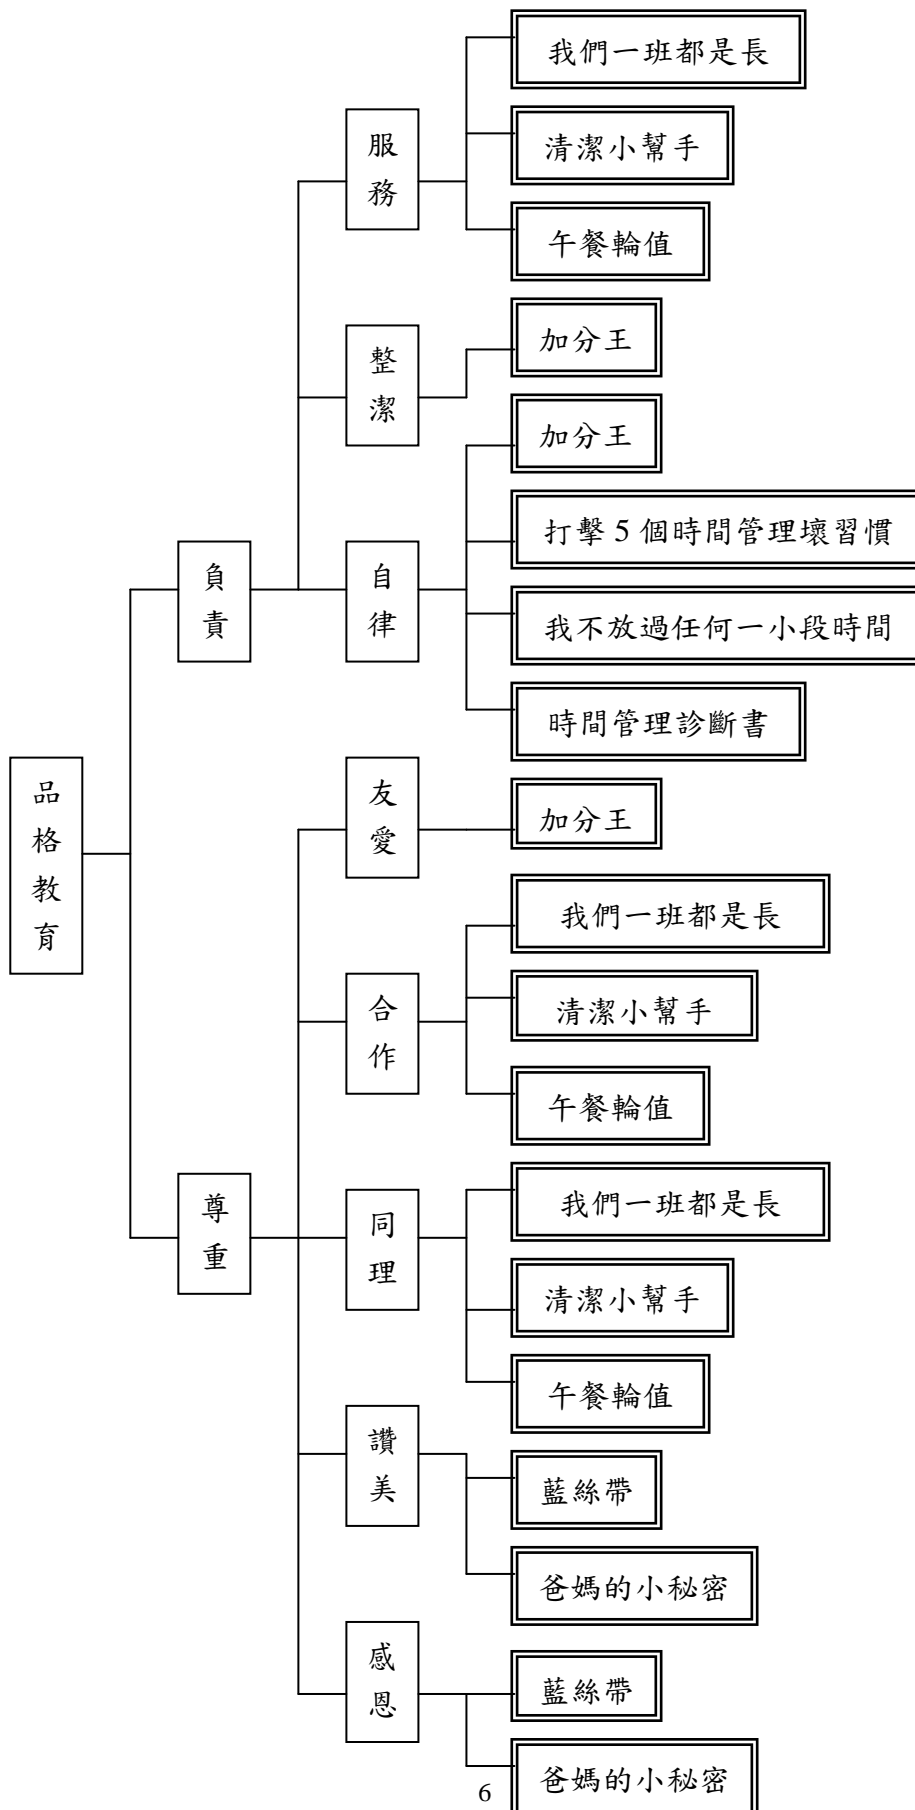 品格教育
負責
服務
我們一班都是長
清潔小幫手
午餐輪值
整潔
加分王
自律
加分王
打擊 5 個時間管理壞習慣
我不放過任何一小段時間
時間管理診斷書
尊重
友愛
加分王
合作
我們一班都是長
清潔小幫手
午餐輪值
同理
我們一班都是長
清潔小幫手
午餐輪值
讚美
藍絲帶
爸媽的小秘密
感恩
藍絲帶
爸媽的小秘密
6